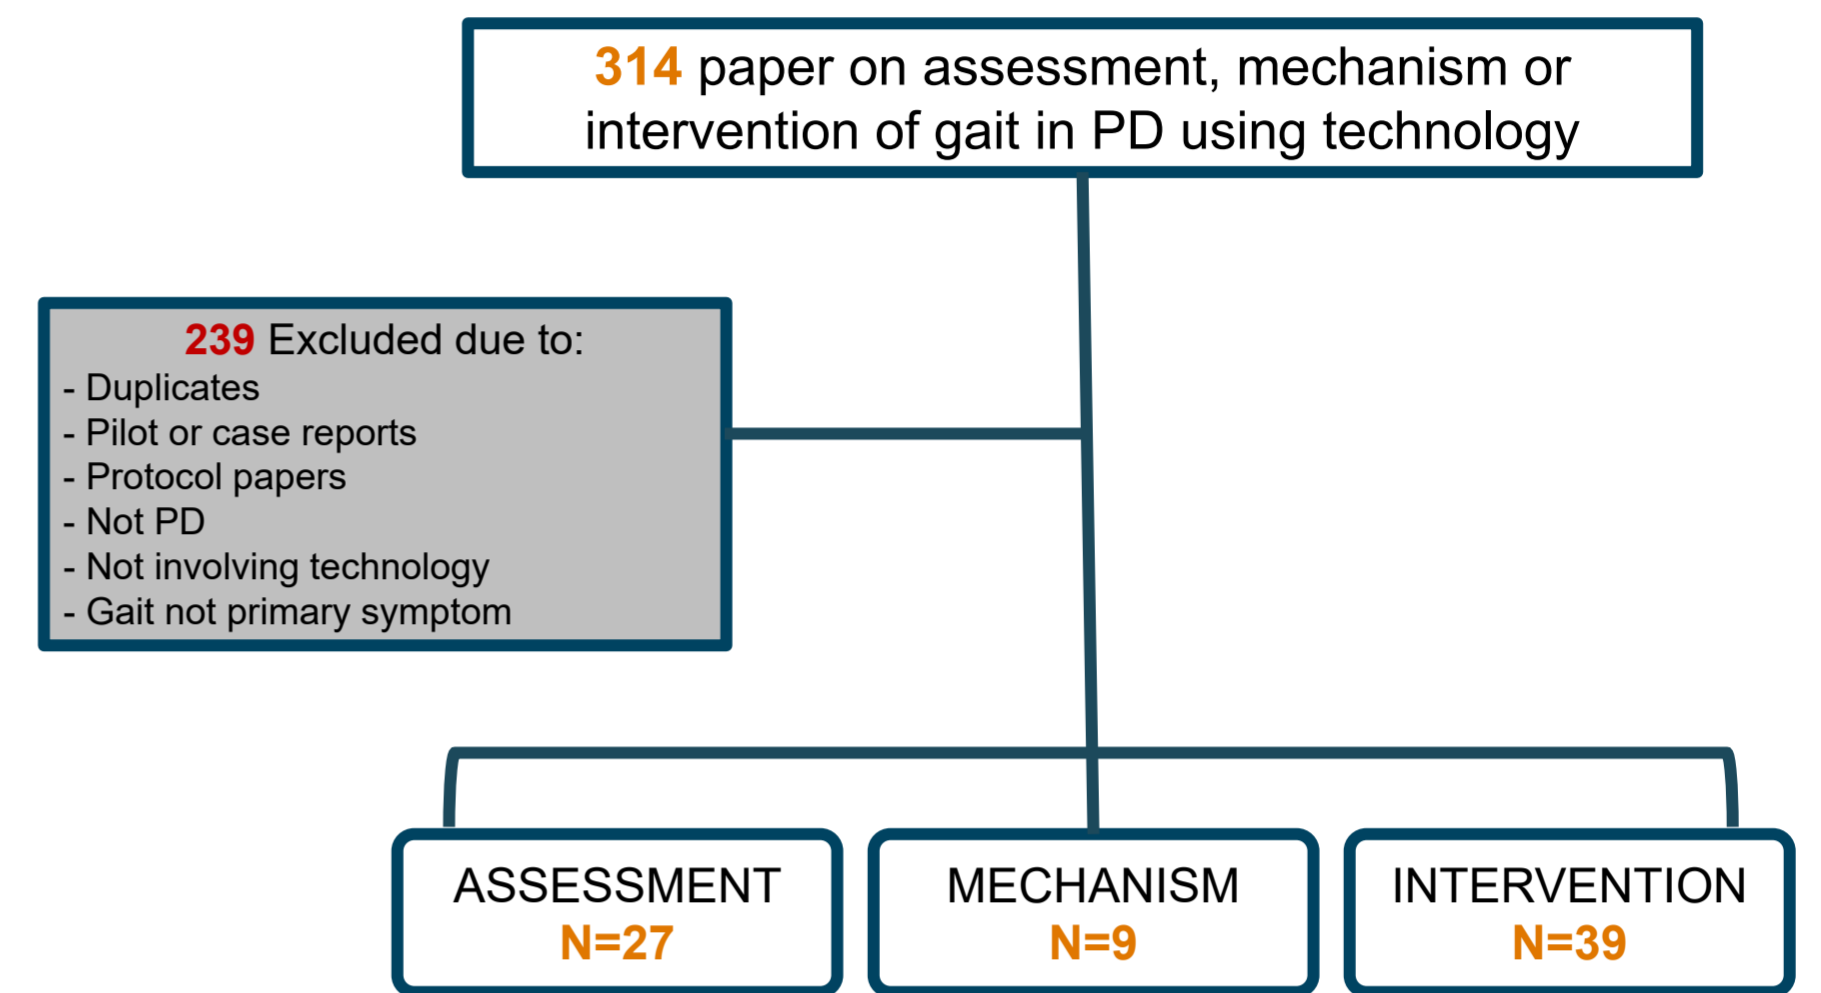 314 paper on assessment, mechanism or
intervention of gait in PD using technology
239 Excluded due to:
- Duplicates
- Pilot or case reports
- Protocol papers
- Not PD
- Not involving technology
- Gait not primary symptom
ASSESSMENT
N=27
MECHANISM
N=9
INTERVENTION
N=39